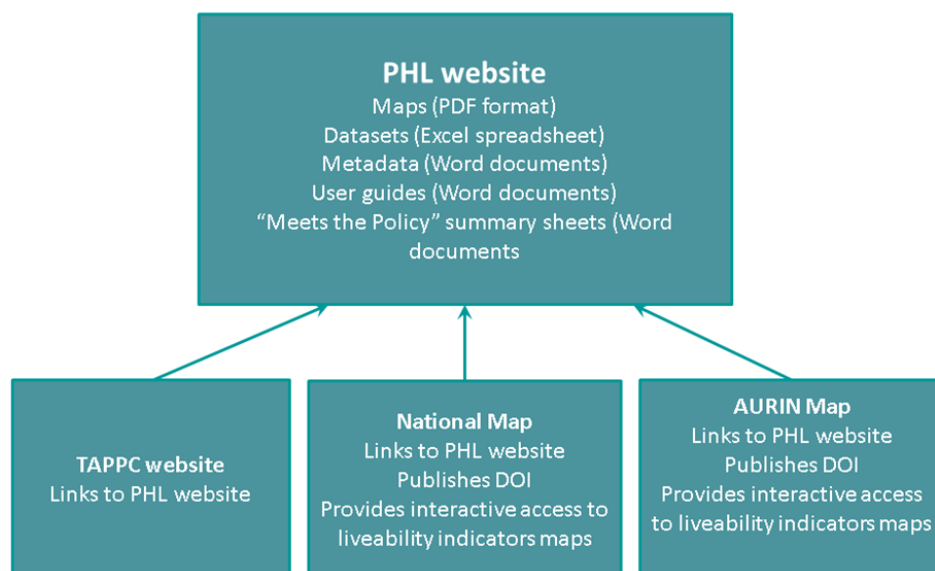 PHL website
Maps (PDF format)
Datasets (Excel spreadsheet)
Metadata (Word documents)
User guides (Word documents)
“Meets the Policy” summary sheets (Word
documents
TAPPC website
Links to PHL website
National Map
Links to PHL website
Publishes DOI
Provides interactive access to
liveability indicators maps
AURIN Map
Links to PHL website
Publishes DOI
Provides interactive access
to liveability indicators maps